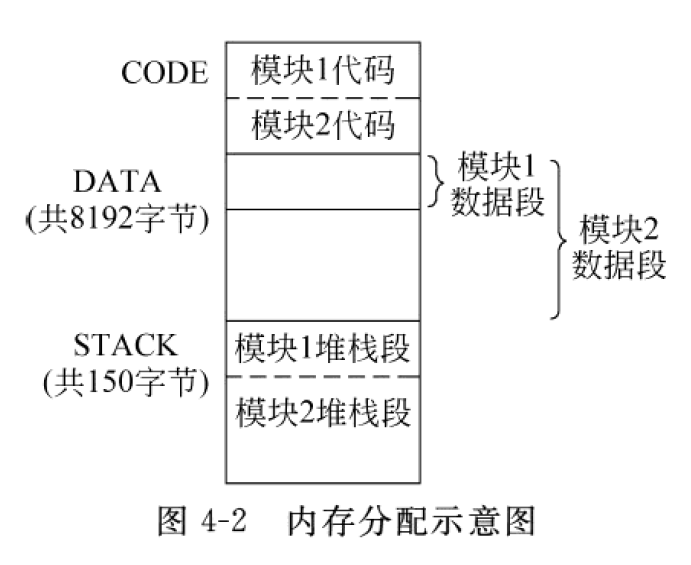 CODE
模块1代码
模块2代码
DATA
(共8192字节)
模块1
数据段
模块2
数据段
STACK
(共150字节)
模块1堆栈段
模块2堆栈段
图 4-2 内存分配示意图